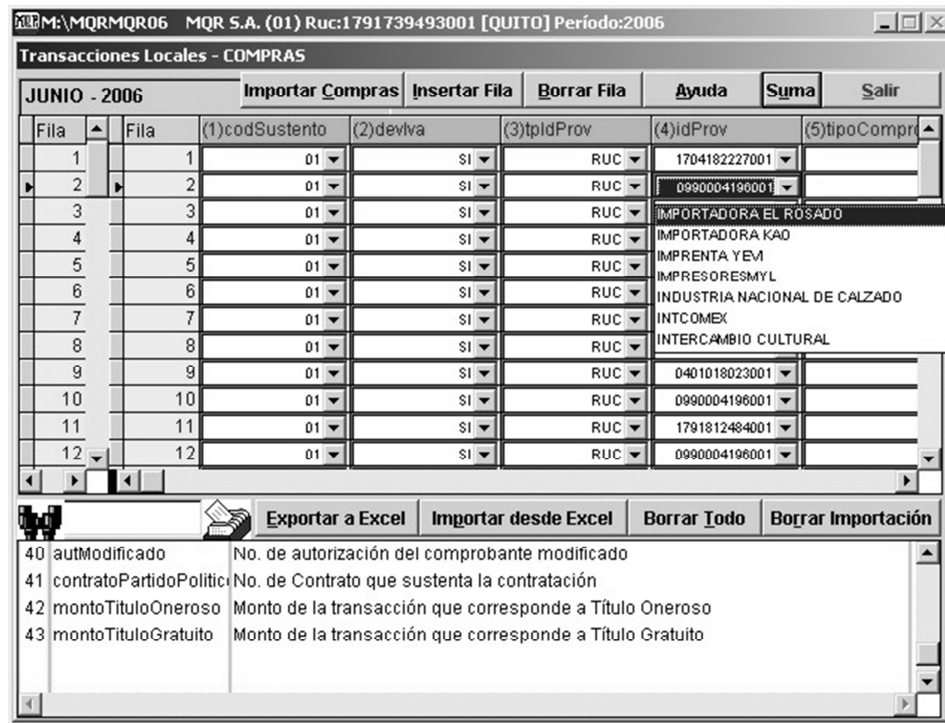 MQR M:\MQRMQR06 MQR S.A. (01) Ruc:1791739493001 [QUITO] Período:2006
Transacciones Locales - COMPRAS
JUNIO - 2006 Importar Compras Insertar Fila Borrar Fila Ayuda Suma Salir
Fila Fila (1)codSustento (2)devIva (3)tpIdProv (4)idProv (5)tipoCompro
1 1 01 SI RUC 1704182227001
2 2 01 SI RUC 0990004196001
3 3 01 SI RUC IMPORTADORA EL ROSADO
4 4 01 SI RUC IMPORTADORA KAO
IMPRENTA YEVI
5 5 01 SI RUC IMPRESORESMYL
6 6 01 SI RUC INDUSTRIA NACIONAL DE CALZADO
7 7 01 SI RUC INTCOMEX
8 8 01 SI RUC INTERCAMBIO CULTURAL
9 9 01 SI RUC 0401018023001
10 10 01 SI RUC 0990004196001
11 11 01 SI RUC 1791812484001
12 12 01 SI RUC 0990004196001
Exportar a Excel Importar desde Excel Borrar Todo Borrar Importación
40 autModificado No. de autorización del comprobante modificado
41 contratoPartidoPolitico No. de Contrato que sustenta la contratación
42 montoTituloOneroso Monto de la transacción que corresponde a Título Oneroso
43 montoTituloGratuito Monto de la transacción que corresponde a Título Gratuito